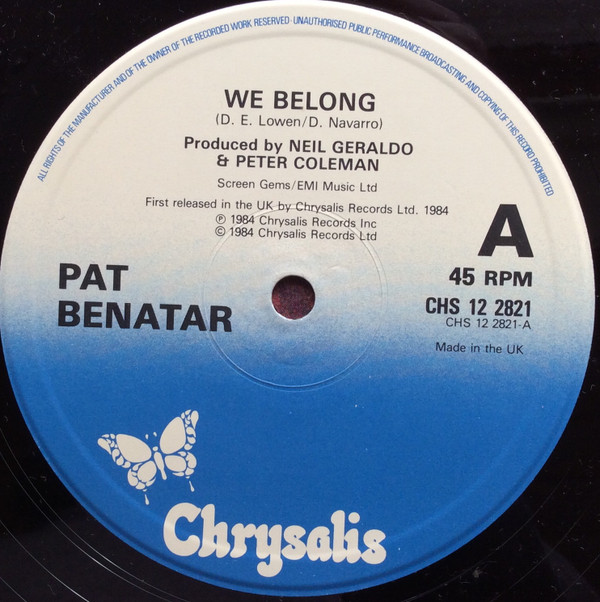 ALL RIGHTS OF THE MANUFACTURER AND OF THE OWNER OF THE RECORDED WORK RESERVED · UNAUTHORISED PUBLIC PERFORMANCE BROADCASTING AND COPYING OF THIS RECORD PROHIBITED
WE BELONG
(D. E. Lowen/D. Navarro)
Produced by NEIL GERALDO
& PETER COLEMAN
Screen Gems/EMI Music Ltd
First released in the UK by Chrysalis Records Ltd. 1984
℗ 1984 Chrysalis Records Inc
© 1984 Chrysalis Records Ltd
A
45 RPM
CHS 12 2821
CHS 12 2821-A
Made in the UK
PAT
BENATAR
Chrysalis